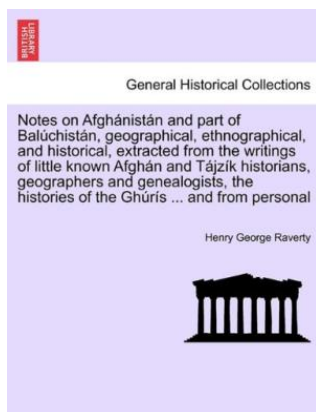 BRITISH
LIBRARY
General Historical Collections
Notes on Afghánistán and part of
Balúchistán, geographical, ethnographical,
and historical, extracted from the writings
of little known Afghán and Tájzík historians,
geographers and genealogists, the
histories of the Ghúrís ... and from personal
Henry George Raverty